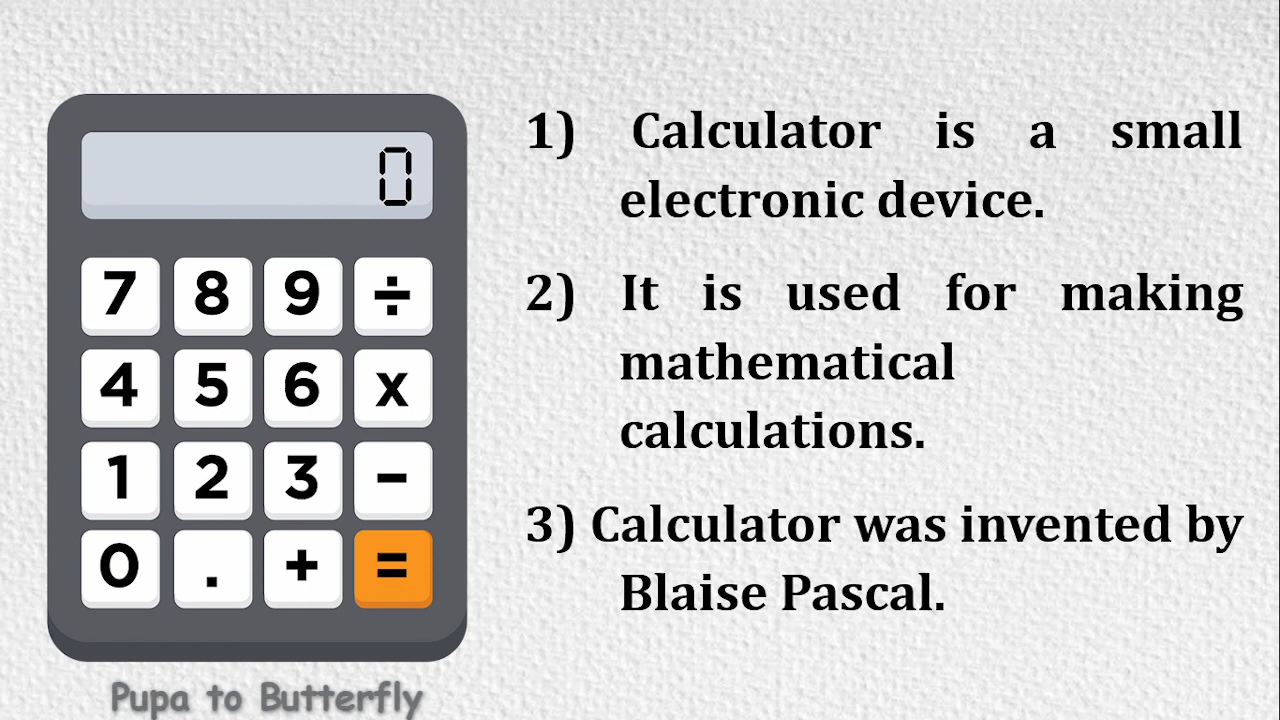 0
7 8 9 ÷
4 5 6 x
1 2 3 −
0 . + =
1) Calculator is a small
electronic device.
2) It is used for making
mathematical
calculations.
3) Calculator was invented by
Blaise Pascal.
Pupa to Butterfly